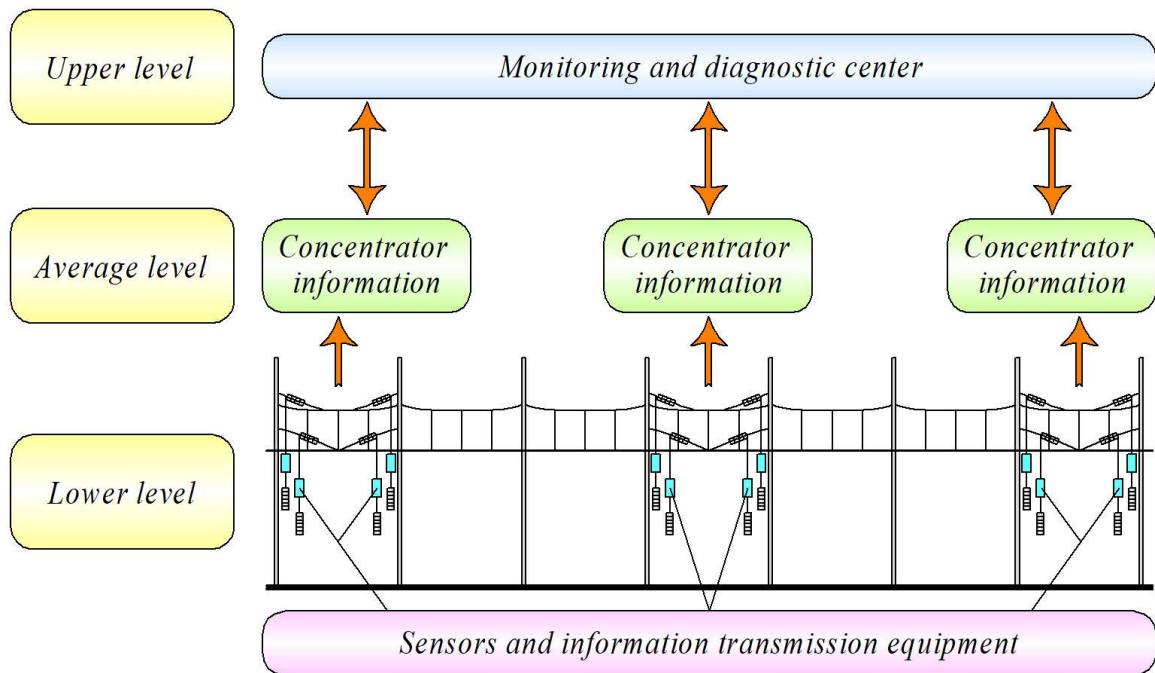 Upper level
Monitoring and diagnostic center
Average level
Concentrator
information
Concentrator
information
Concentrator
information
Lower level
Sensors and information transmission equipment